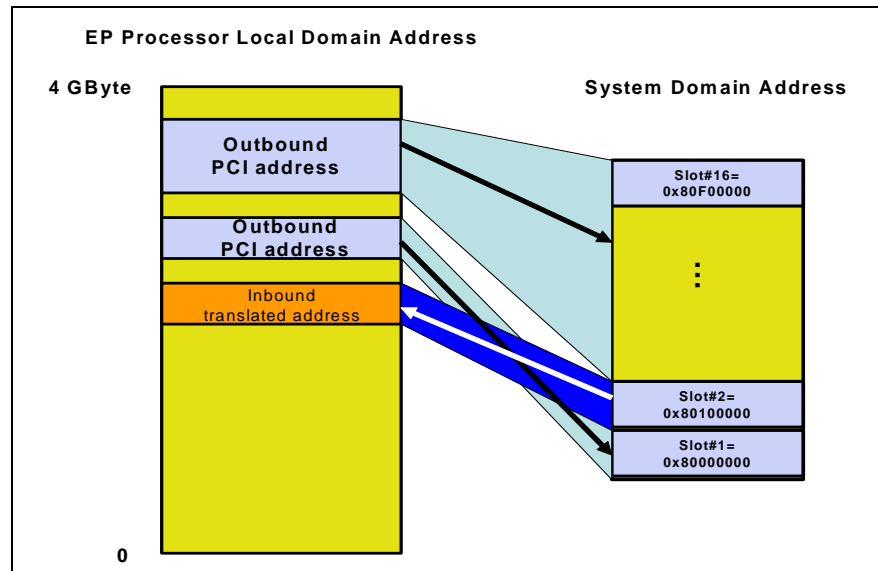 EP Processor Local Domain Address
4 GByte
System Domain Address
Outbound
PCI address
Slot#16=
0x80F00000
Outbound
PCI address
...
Inbound
translated address
Slot#2=
0x80100000
Slot#1=
0x80000000
0